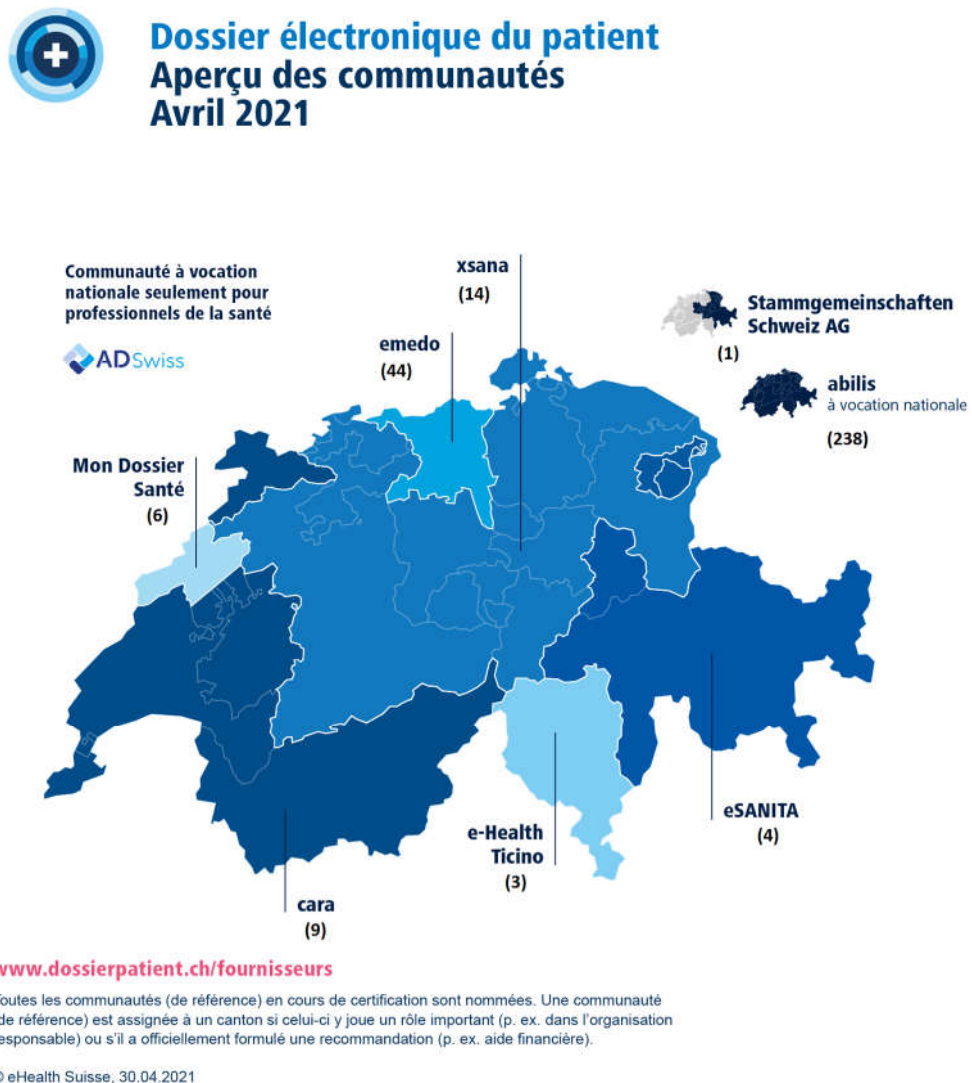 Dossier électronique du patient
Aperçu des communautés
Avril 2021
xsana
(14)
Communauté à vocation
nationale seulement pour
professionnels de la santé
ADSwiss
emedo
(44)
Stammgemeinschaften
Schweiz AG
(1)
abilis
à vocation nationale
(238)
Mon Dossier
Santé
(6)
eSANITA
(4)
e-Health
Ticino
(3)
cara
(9)
www.dossierpatient.ch/fournisseurs
Toutes les communautés (de référence) en cours de certification sont nommées. Une communauté
(de référence) est assignée à un canton si celui-ci y joue un rôle important (p. ex. dans l'organisation
responsable) ou s'il a officiellement formulé une recommandation (p. ex. aide financière).
© eHealth Suisse, 30.04.2021